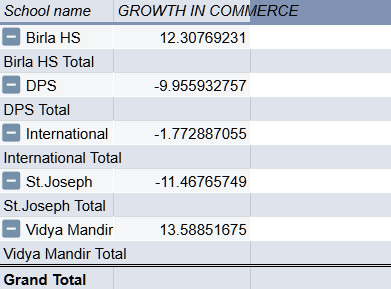 School name GROWTH IN COMMERCE
Birla HS 12.30769231
Birla HS Total
DPS -9.955932757
DPS Total
International -1.772887055
International Total
St.Joseph -11.46765749
St.Joseph Total
Vidya Mandir 13.58851675
Vidya Mandir Total
Grand Total